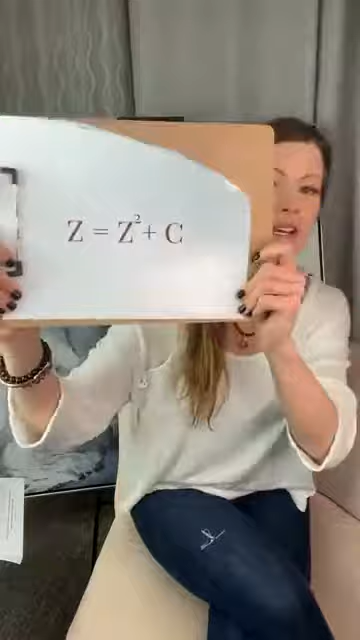 Z = Z² + C